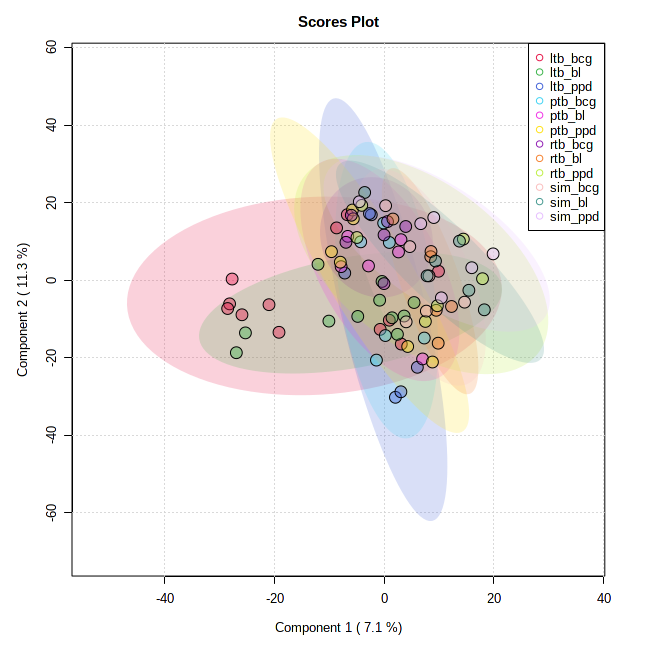 Scores Plot
60
40
20
0
-20
-40
-60
Component 2 ( 11.3 %)
-40
-20
0
20
40
Component 1 ( 7.1 %)
ltb_bcg
ltb_bl
ltb_ppd
ptb_bcg
ptb_bl
ptb_ppd
rtb_bcg
rtb_bl
rtb_ppd
sim_bcg
sim_bl
sim_ppd